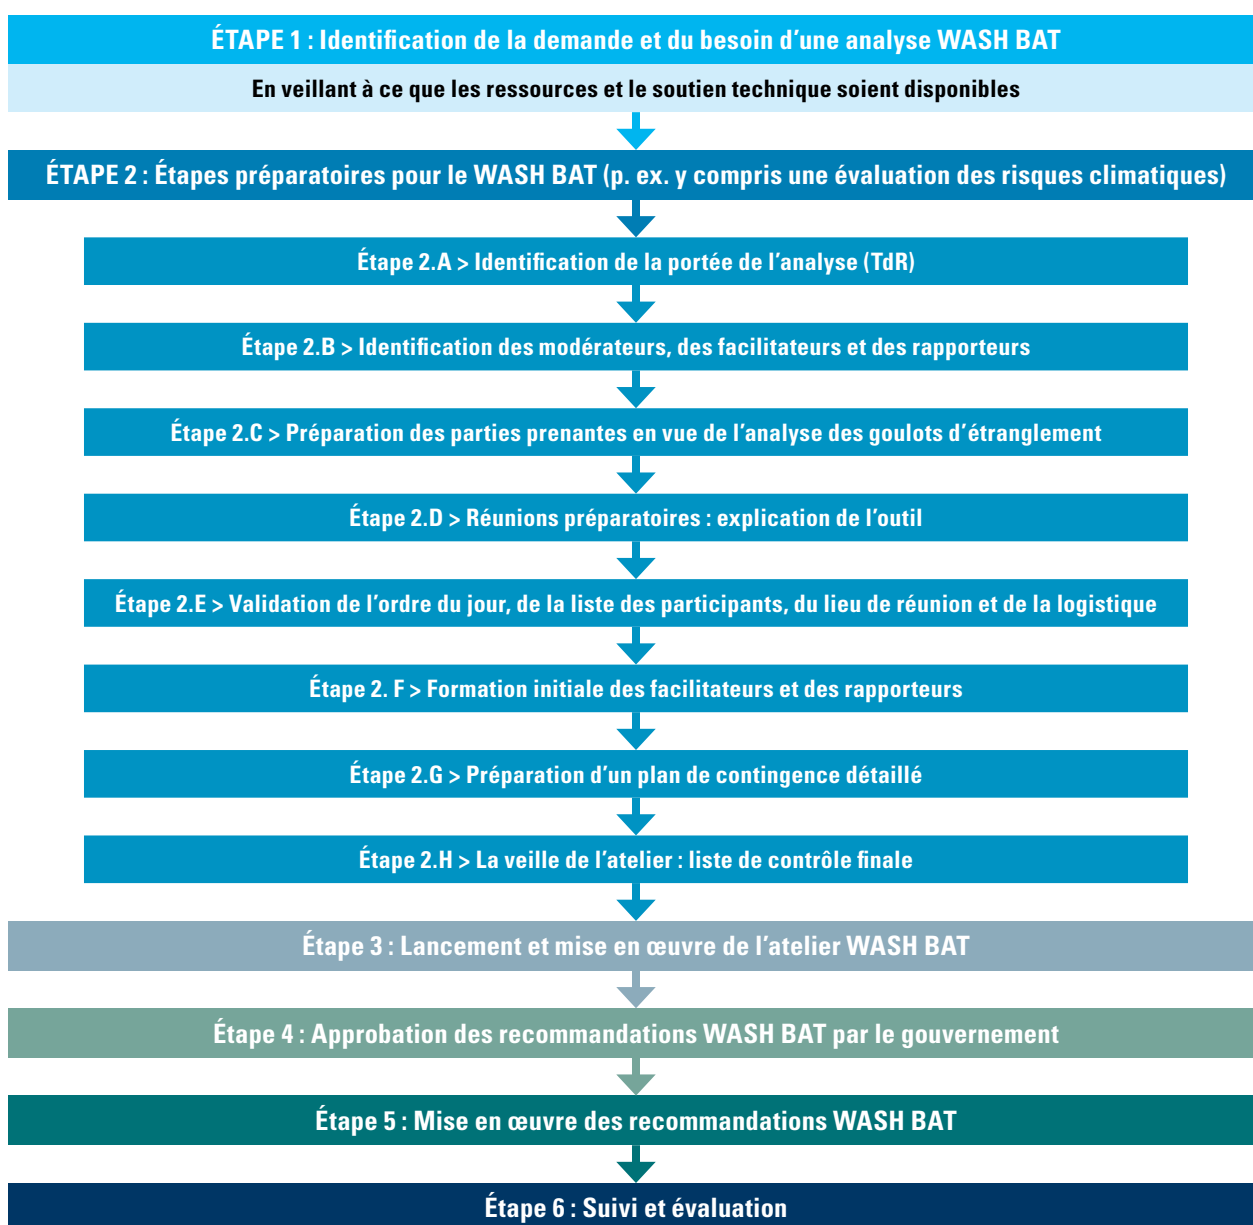 ÉTAPE 1 : Identification de la demande et du besoin d’une analyse WASH BAT
En veillant à ce que les ressources et le soutien technique soient disponibles
ÉTAPE 2 : Étapes préparatoires pour le WASH BAT (p. ex. y compris une évaluation des risques climatiques)
Étape 2.A > Identification de la portée de l’analyse (TdR)
Étape 2.B > Identification des modérateurs, des facilitateurs et des rapporteurs
Étape 2.C > Préparation des parties prenantes en vue de l’analyse des goulots d’étranglement
Étape 2.D > Réunions préparatoires : explication de l’outil
Étape 2.E > Validation de l’ordre du jour, de la liste des participants, du lieu de réunion et de la logistique
Étape 2. F > Formation initiale des facilitateurs et des rapporteurs
Étape 2.G > Préparation d’un plan de contingence détaillé
Étape 2.H > La veille de l’atelier : liste de contrôle finale
Étape 3 : Lancement et mise en œuvre de l’atelier WASH BAT
Étape 4 : Approbation des recommandations WASH BAT par le gouvernement
Étape 5 : Mise en œuvre des recommandations WASH BAT
Étape 6 : Suivi et évaluation